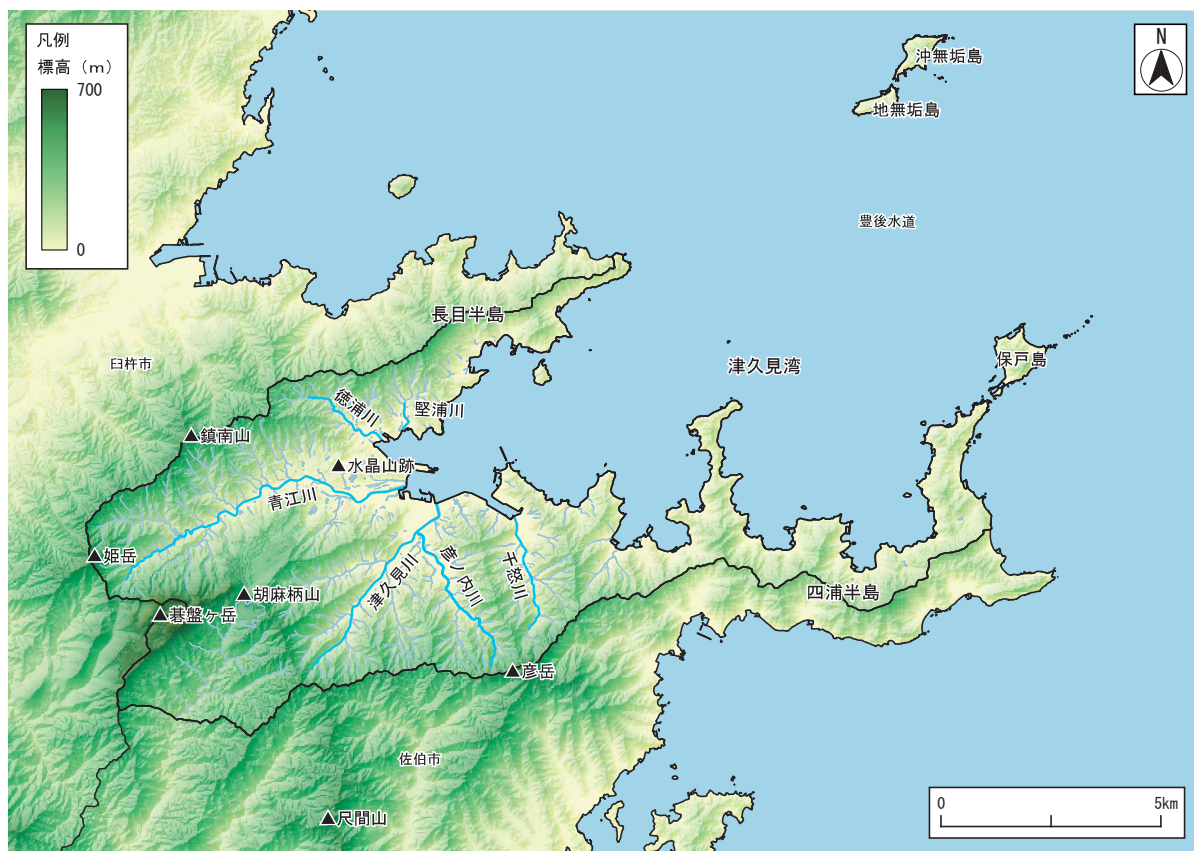 凡例
標高（ｍ）
700
0
N
沖無垢島
地無垢島
豊後水道
長目半島
臼杵市
津久見湾
保戸島
徳浦川
堅浦川
鎮南山
水晶山跡
青江川
姫岳
胡麻柄山
碁盤ヶ岳
津久見川
彦ノ内川
千怒川
四浦半島
彦岳
佐伯市
尺間山
0
5km